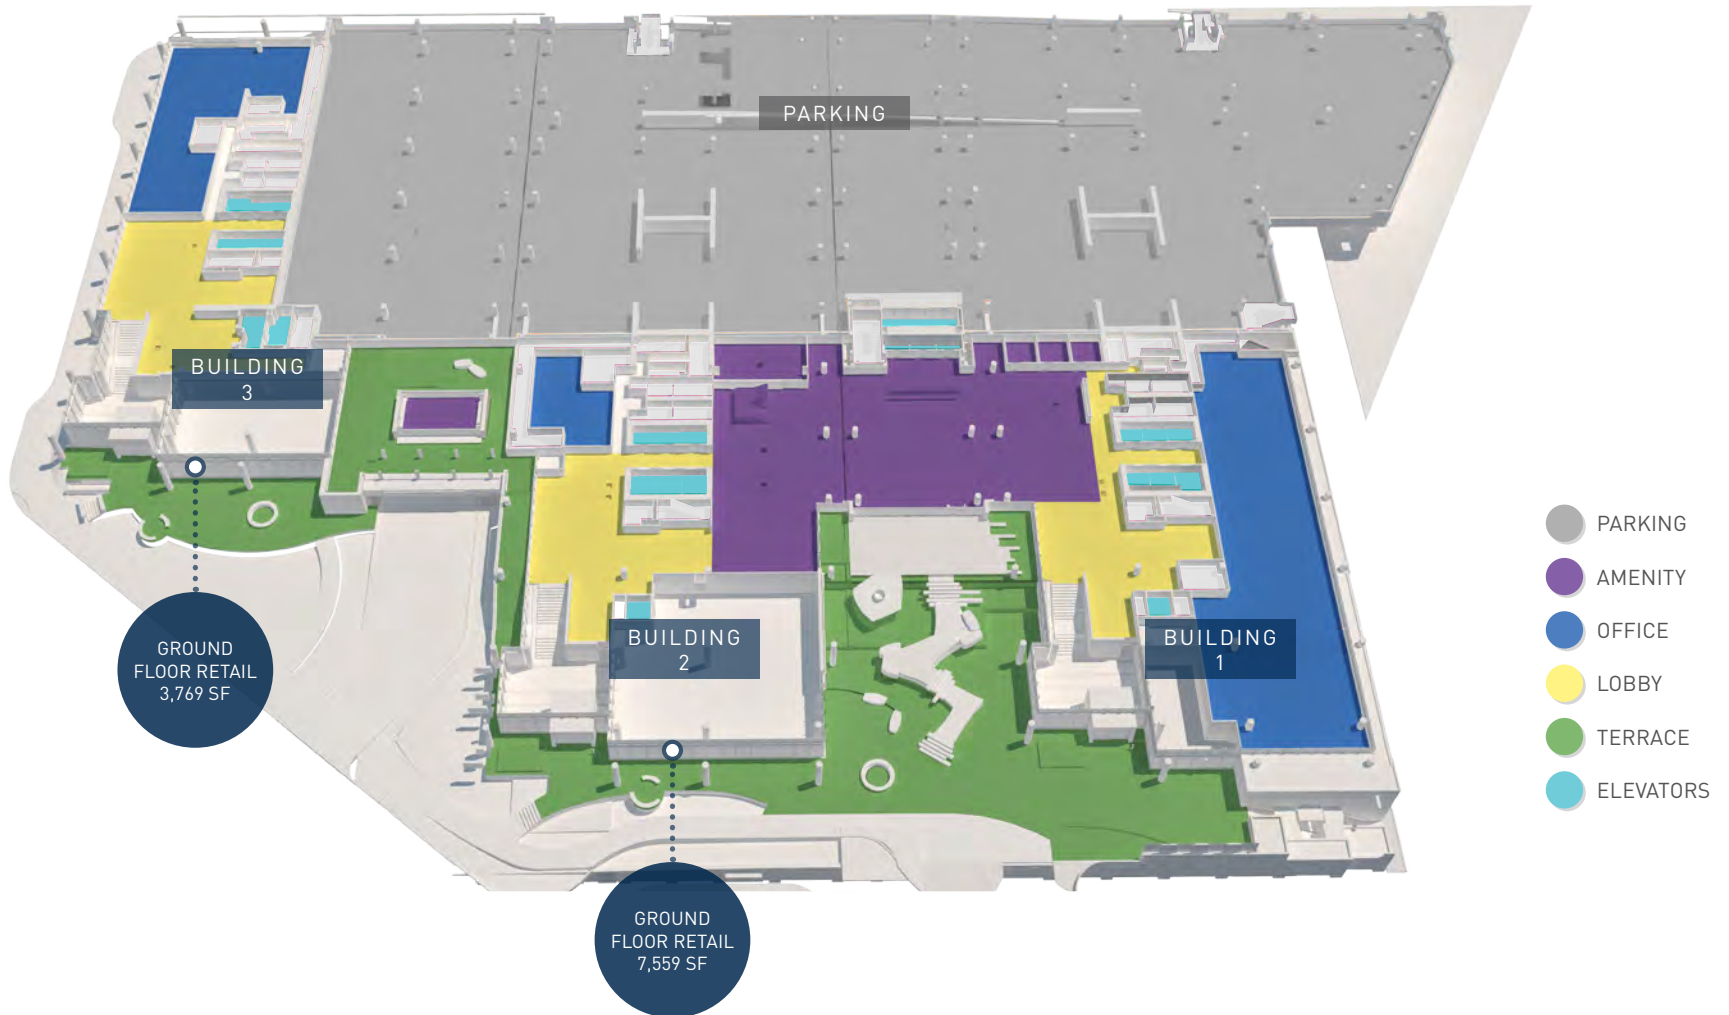 PARKING
BUILDING
3
GROUND
FLOOR RETAIL
3,769 SF
BUILDING
2
BUILDING
1
GROUND
FLOOR RETAIL
7,559 SF
PARKING
AMENITY
OFFICE
LOBBY
TERRACE
ELEVATORS